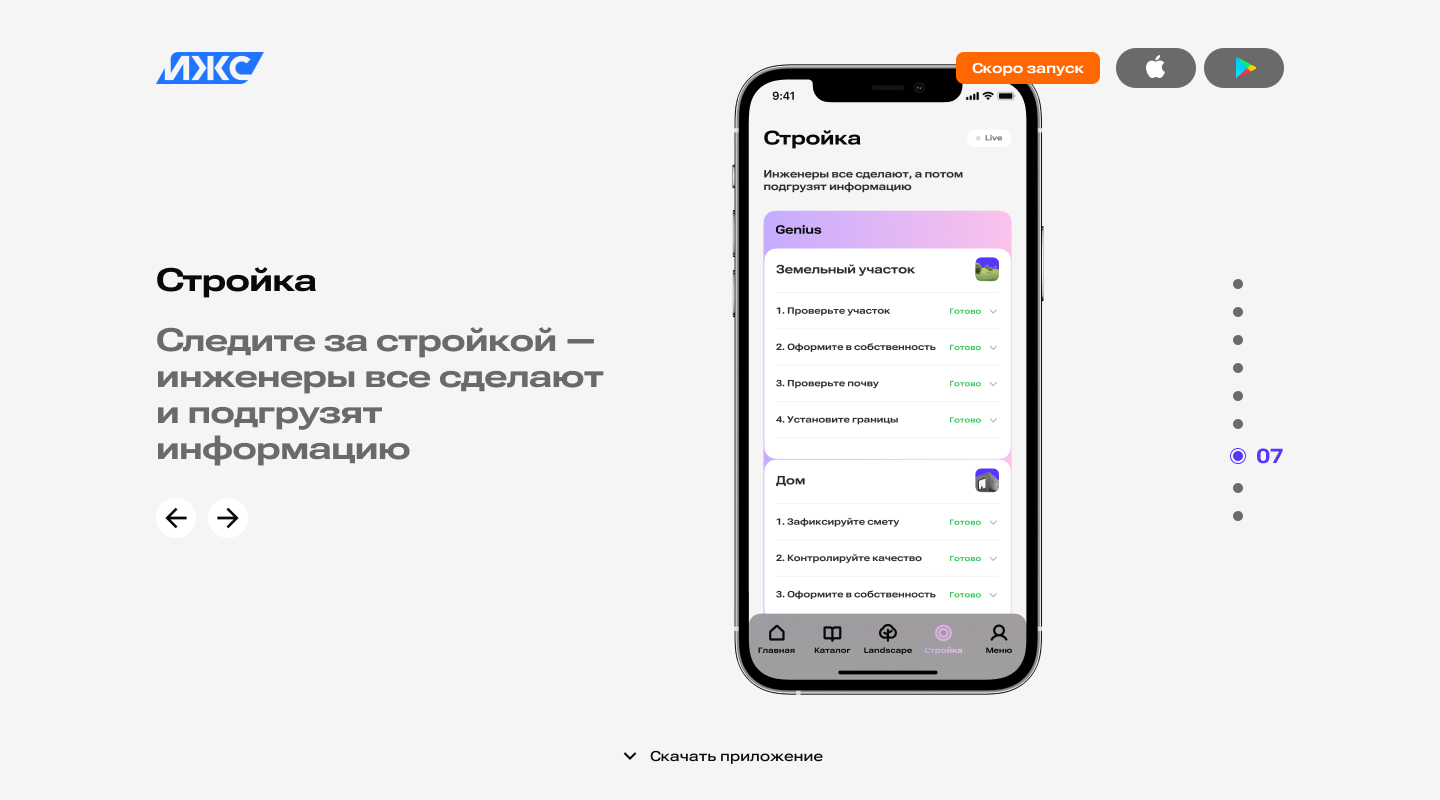 ИЖС
Скоро запуск
9:41
Стройка
Live
Инженеры все сделают, а потом
подгрузят информацию
Genius
Земельный участок
1. Проверьте участок Готово
2. Оформите в собственность Готово
3. Проверьте почву Готово
4. Установите границы Готово
Дом
1. Зафиксируйте смету Готово
2. Контролируйте качество Готово
3. Оформите в собственность Готово
Главная Каталог Landscape Стройка Меню
Стройка
Следите за стройкой —
инженеры все сделают
и подгрузят
информацию
07
Скачать приложение